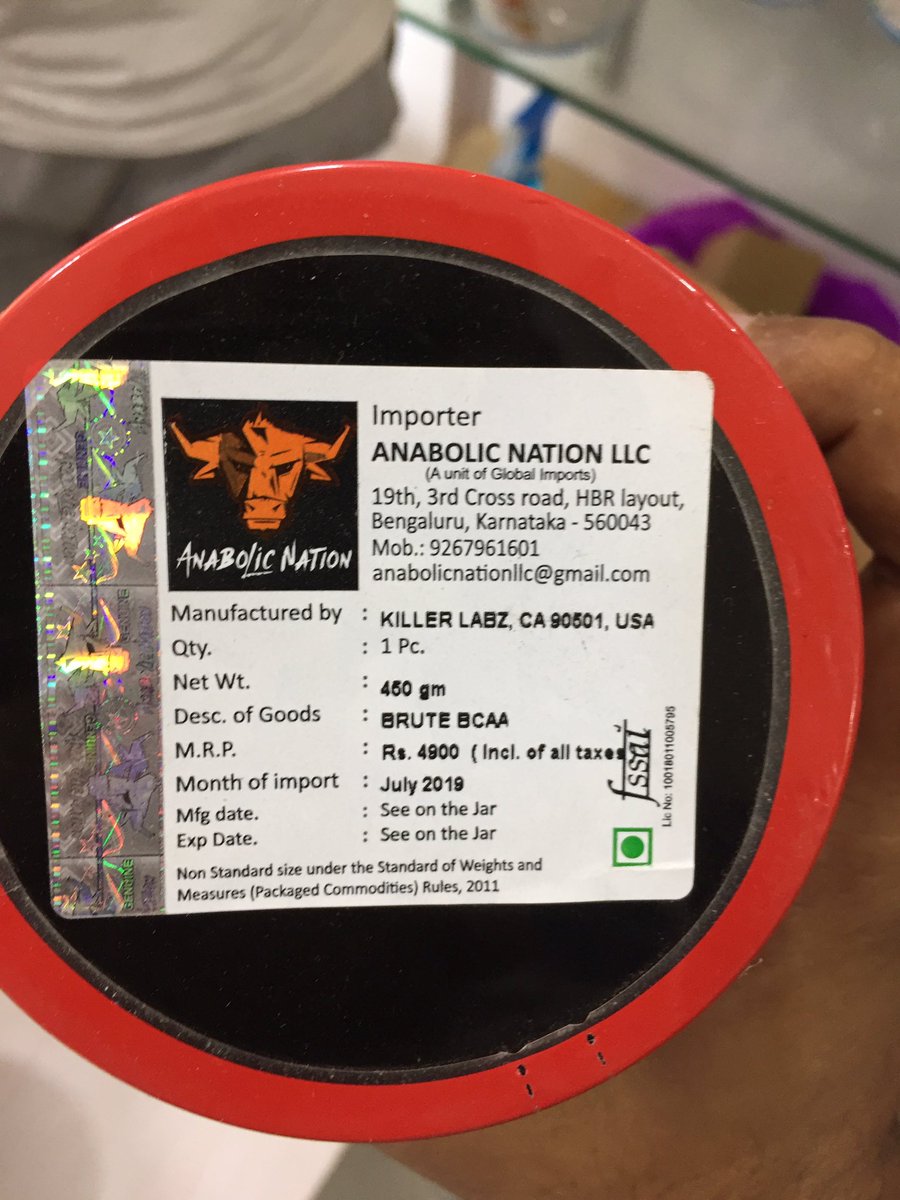 ANABOLIC NATION
Importer
ANABOLIC NATION LLC
(A unit of Global Imports)
19th, 3rd Cross road, HBR layout,
Bengaluru, Karnataka - 560043
Mob.: 9267961601
anabolicnationllc@gmail.com
Manufactured by : KILLER LABZ, CA 90501, USA
Qty. : 1 Pc.
Net Wt. : 450 gm
Desc. of Goods : BRUTE BCAA
M.R.P. : Rs. 4900 ( Incl. of all taxes
Month of import : July 2019
Mfg date. : See on the Jar
Exp Date. : See on the Jar
Non Standard size under the Standard of Weights and
Measures (Packaged Commodities) Rules, 2011
fssai
Lic No: 10018011005795
GENUINE